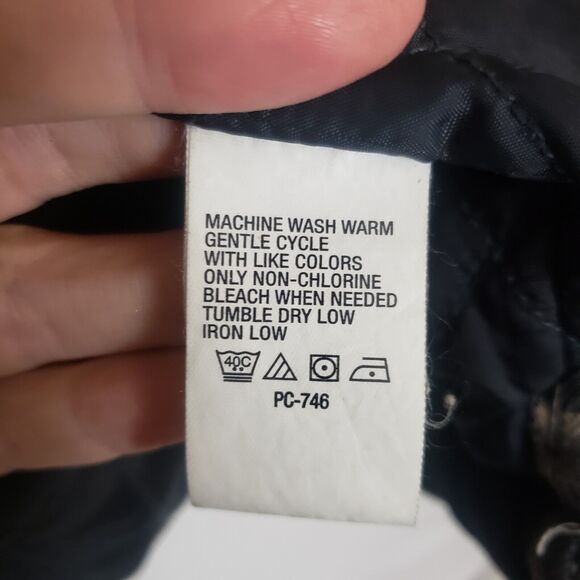 MACHINE WASH WARM
GENTLE CYCLE
WITH LIKE COLORS
ONLY NON-CHLORINE
BLEACH WHEN NEEDED
TUMBLE DRY LOW
IRON LOW
40C
PC-746